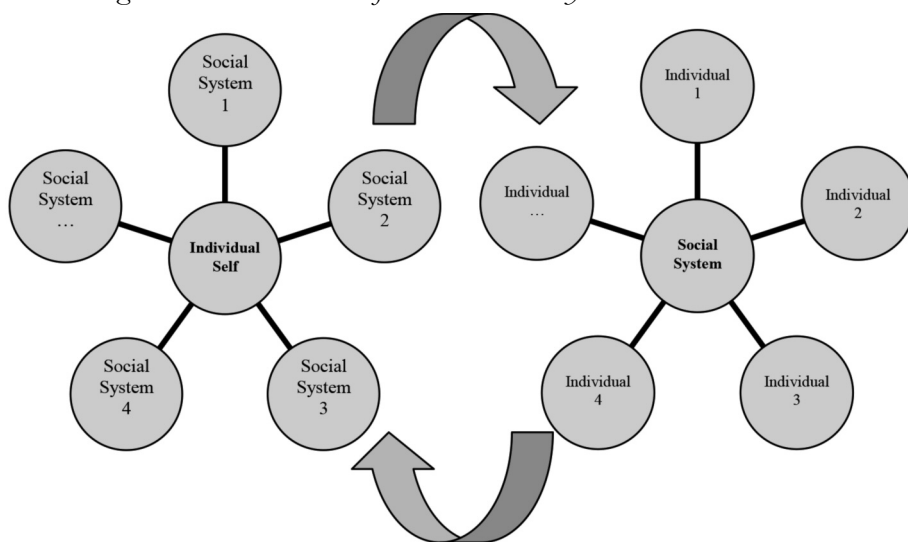 Social
System
1
Social
System
2
Social
System
3
Social
System
4
Social
System
…
Individual
Self
Individual
1
Individual
2
Individual
3
Individual
4
Individual
…
Social
System